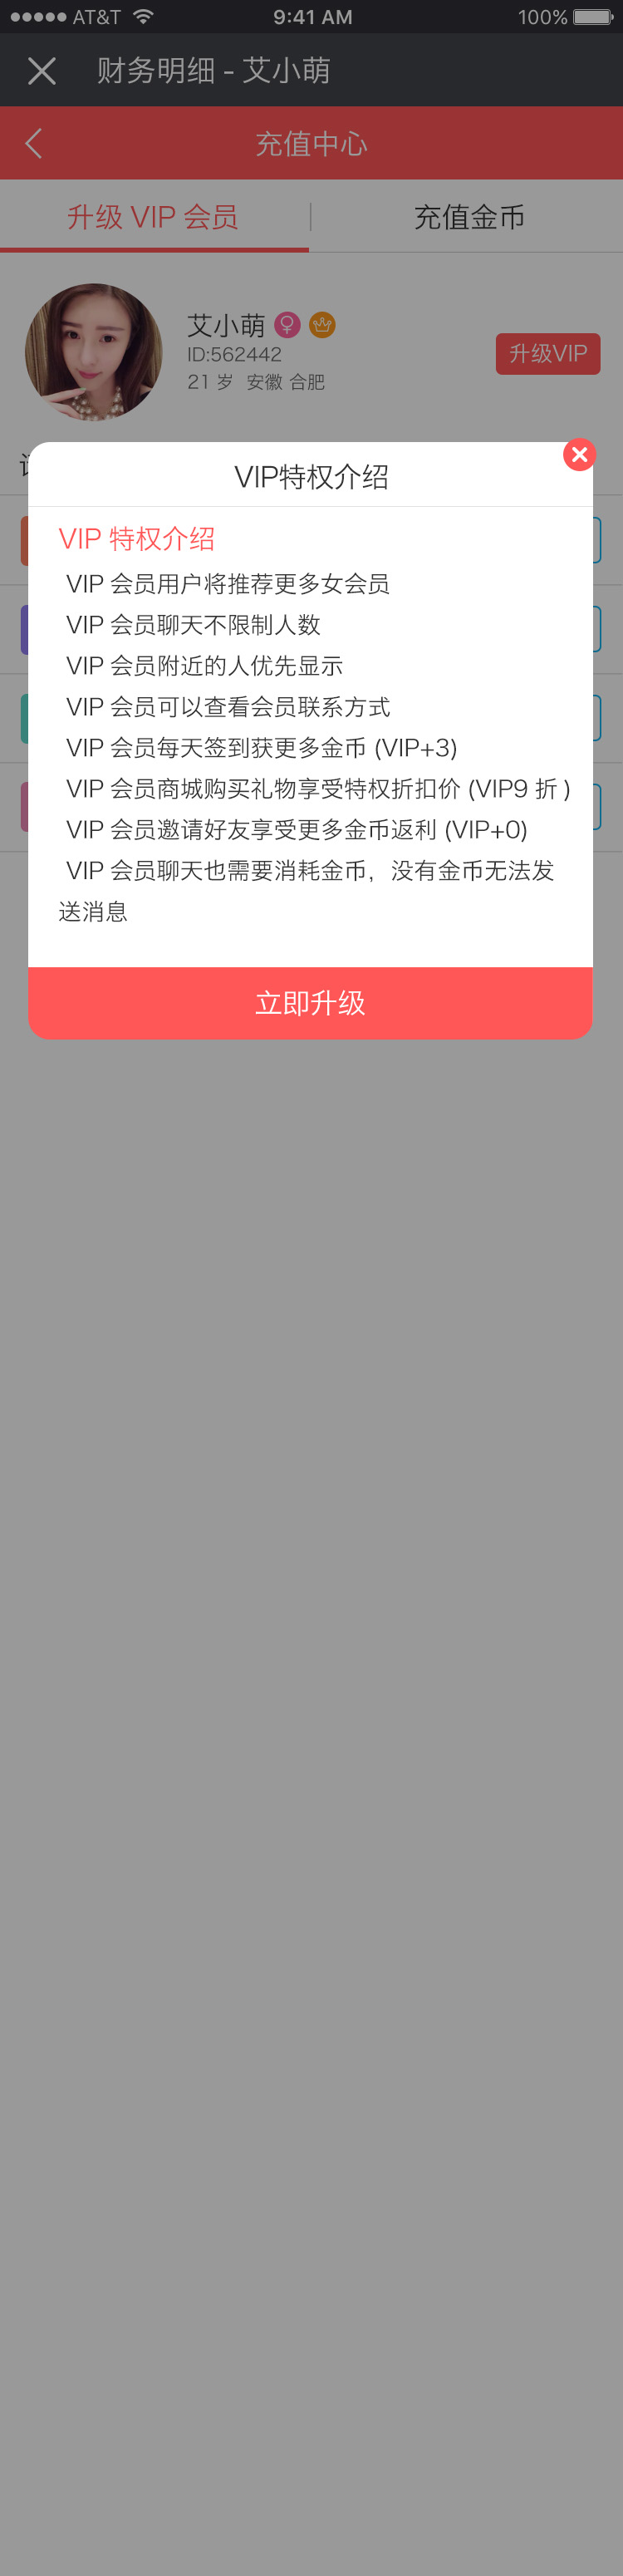 AT&T 9:41 AM 100%
财务明细 - 艾小萌
充值中心
升级 VIP 会员 充值金币
艾小萌
ID:562442
21 岁 安徽 合肥
升级VIP
VIP特权介绍
VIP 特权介绍
VIP 会员用户将推荐更多女会员
VIP 会员聊天不限制人数
VIP 会员附近的人优先显示
VIP 会员可以查看会员联系方式
VIP 会员每天签到获更多金币 (VIP+3)
VIP 会员商城购买礼物享受特权折扣价 (VIP9 折 )
VIP 会员邀请好友享受更多金币返利 (VIP+0)
VIP 会员聊天也需要消耗金币，没有金币无法发
送消息
立即升级